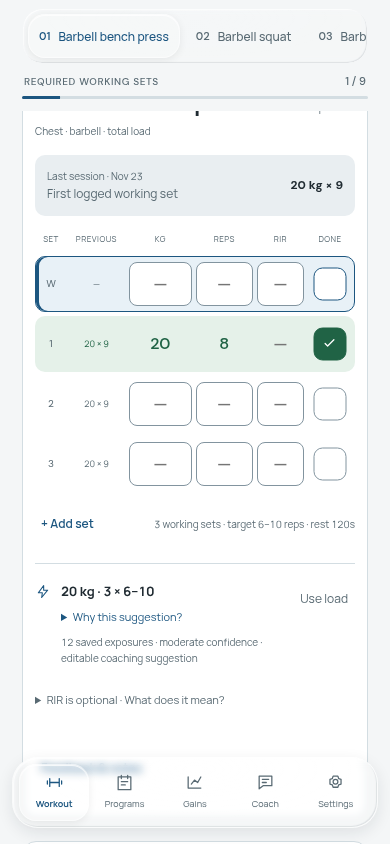 01 Barbell bench press 02 Barbell squat 03 Barb
REQUIRED WORKING SETS 1 / 9
Chest · barbell · total load
Last session · Nov 23
First logged working set
20 kg × 9
SET PREVIOUS KG REPS RIR DONE
W — — — —
1 20 × 9 20 8 —
2 20 × 9 — — —
3 20 × 9 — — —
+ Add set 3 working sets · target 6–10 reps · rest 120s
20 kg · 3 × 6–10
Use load
Why this suggestion?
12 saved exposures · moderate confidence ·
editable coaching suggestion
RIR is optional · What does it mean?
Workout Programs Gains Coach Settings